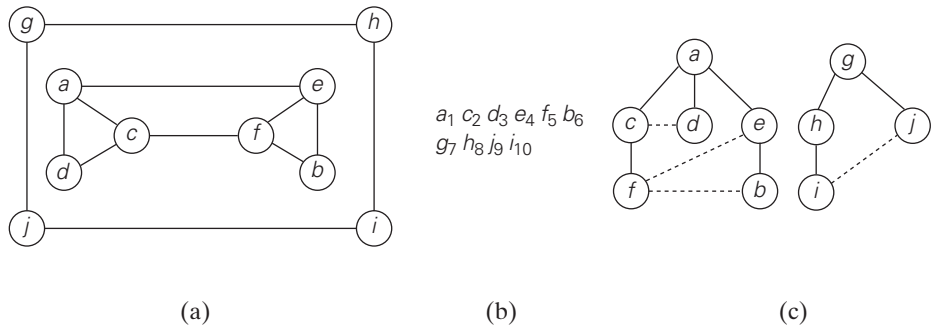 g h
a e
c f
d b
j i
(a)
a1 c2 d3 e4 f5 b6
g7 h8 j9 i10
(b)
a
c d e
f b
g
h j
i
(c)